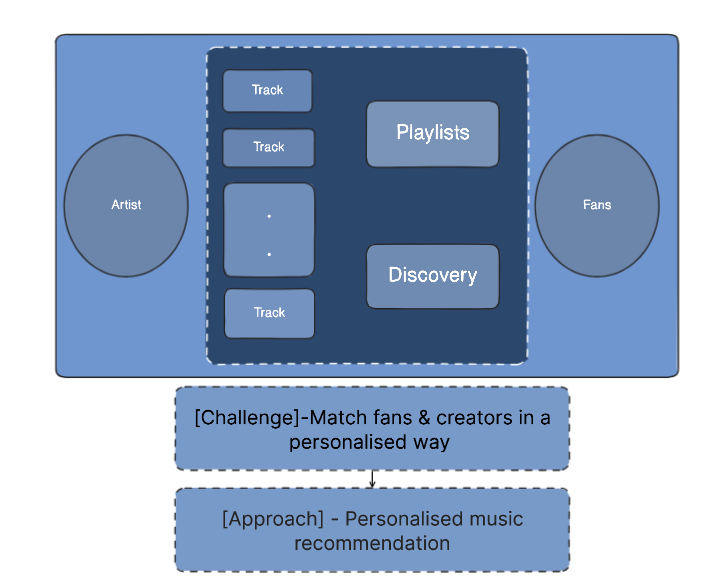 Track
Playlists
Track
Artist
Fans
.
.
Discovery
Track
[Challenge]-Match fans & creators in a
personalised way
[Approach] - Personalised music
recommendation